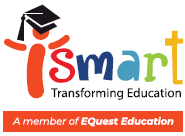 iSmart
Transforming Education
A member of EQuest Education